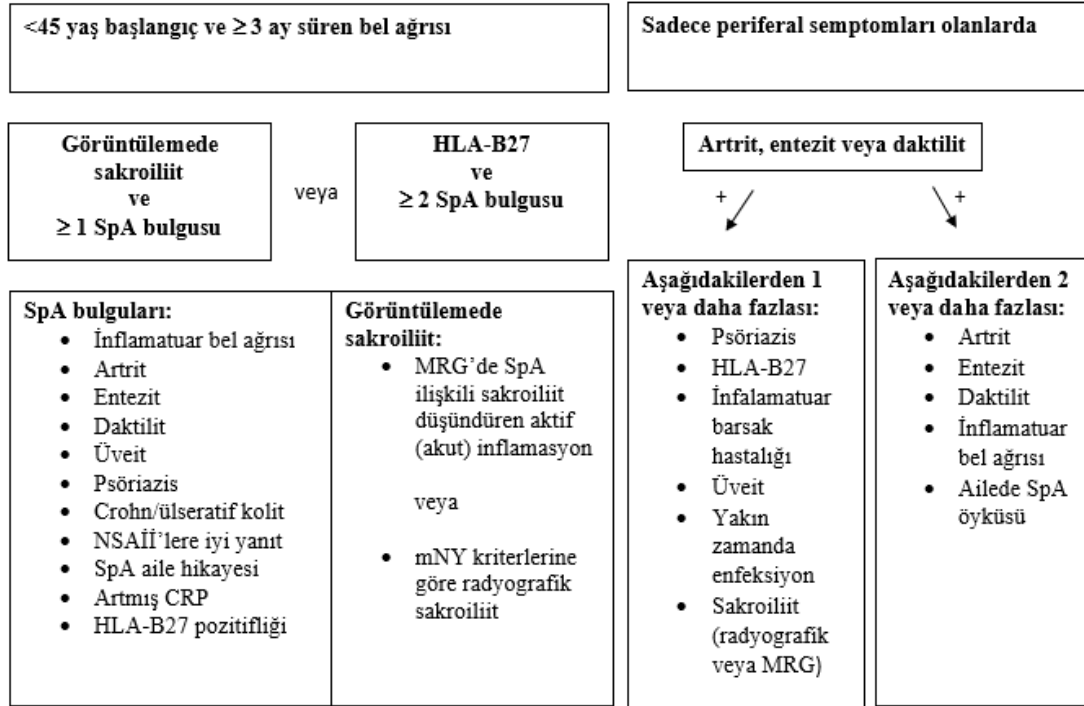 <45 yaş başlangıç ve ≥ 3 ay süren bel ağrısı
Sadece periferal semptomları olanlarda
Görüntülemede
sakroiliit
ve
≥ 1 SpA bulgusu
veya
HLA-B27
ve
≥ 2 SpA bulgusu
Artrit, entezit veya daktilit
+
+
SpA bulguları:
• İnflamatuar bel ağrısı
• Artrit
• Entezit
• Daktilit
• Üveit
• Psöriazis
• Crohn/ülseratif kolit
• NSAİİ’lere iyi yanıt
• SpA aile hikayesi
• Artmış CRP
• HLA-B27 pozitifliği
Görüntülemede
sakroiliit:
• MRG’de SpA
ilişkili sakroiliit
düşündüren aktif
(akut) inflamasyon
veya
• mNY kriterlerine
göre radyografik
sakroiliit
Aşağıdakilerden 1
veya daha fazlası:
• Psöriazis
• HLA-B27
• İnfalamatuar
barsak
hastalığı
• Üveit
• Yakın
zamanda
enfeksiyon
• Sakroiliit
(radyografik
veya MRG)
Aşağıdakilerden 2
veya daha fazlası:
• Artrit
• Entezit
• Daktilit
• İnflamatuar
bel ağrısı
• Ailede SpA
öyküsü